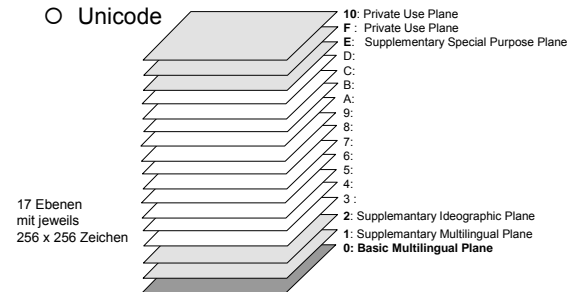 O Unicode
10: Private Use Plane
F : Private Use Plane
E: Supplementary Special Purpose Plane
D:
C:
B:
A:
9:
8:
7:
6:
5:
4:
3 :
2: Supplemantary Ideographic Plane
1: Supplemantary Multilingual Plane
0: Basic Multilingual Plane
17 Ebenen
mit jeweils
256 x 256 Zeichen